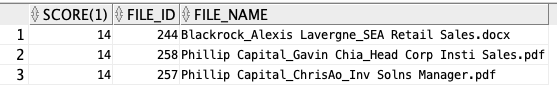 SCORE(1) FILE_ID FILE_NAME
1 14 244 Blackrock_Alexis Lavergne_SEA Retail Sales.docx
2 14 258 Phillip Capital_Gavin Chia_Head Corp Insti Sales.pdf
3 14 257 Phillip Capital_ChrisAo_Inv Solns Manager.pdf